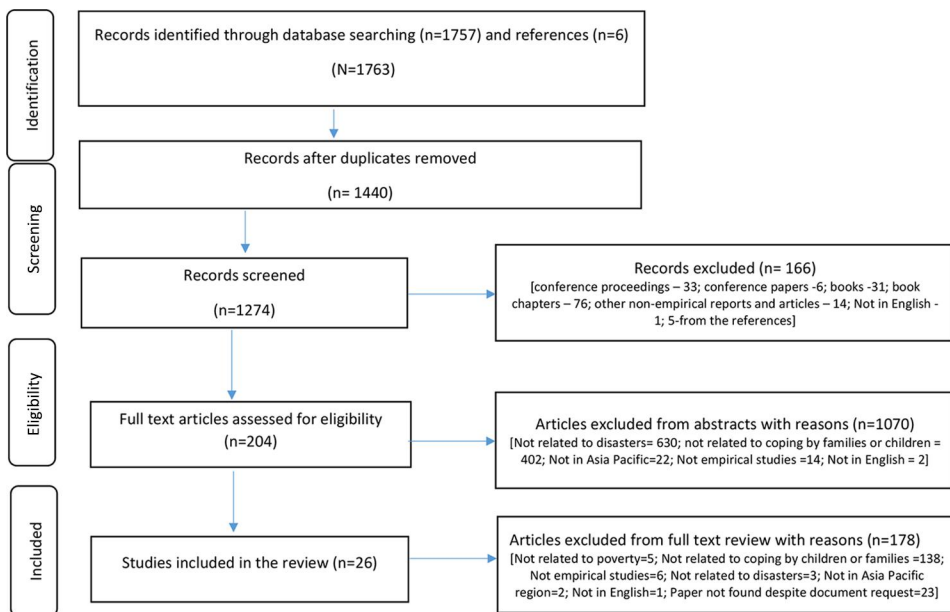 Identification
Records identified through database searching (n=1757) and references (n=6)
(N=1763)
Records after duplicates removed
(n= 1440)
Screening
Records screened
(n=1274)
Records excluded (n= 166)
[conference proceedings – 33; conference papers -6; books -31; book
chapters – 76; other non-empirical reports and articles – 14; Not in English -
1; 5-from the references]
Eligibility
Full text articles assessed for eligibility
(n=204)
Articles excluded from abstracts with reasons (n=1070)
[Not related to disasters= 630; not related to coping by families or children =
402; Not in Asia Pacific=22; Not empirical studies =14; Not in English = 2]
Included
Studies included in the review (n=26)
Articles excluded from full text review with reasons (n=178)
[Not related to poverty=5; Not related to coping by children or families =138;
Not empirical studies=6; Not related to disasters=3; Not in Asia Pacific
region=2; Not in English=1; Paper not found despite document request=23]